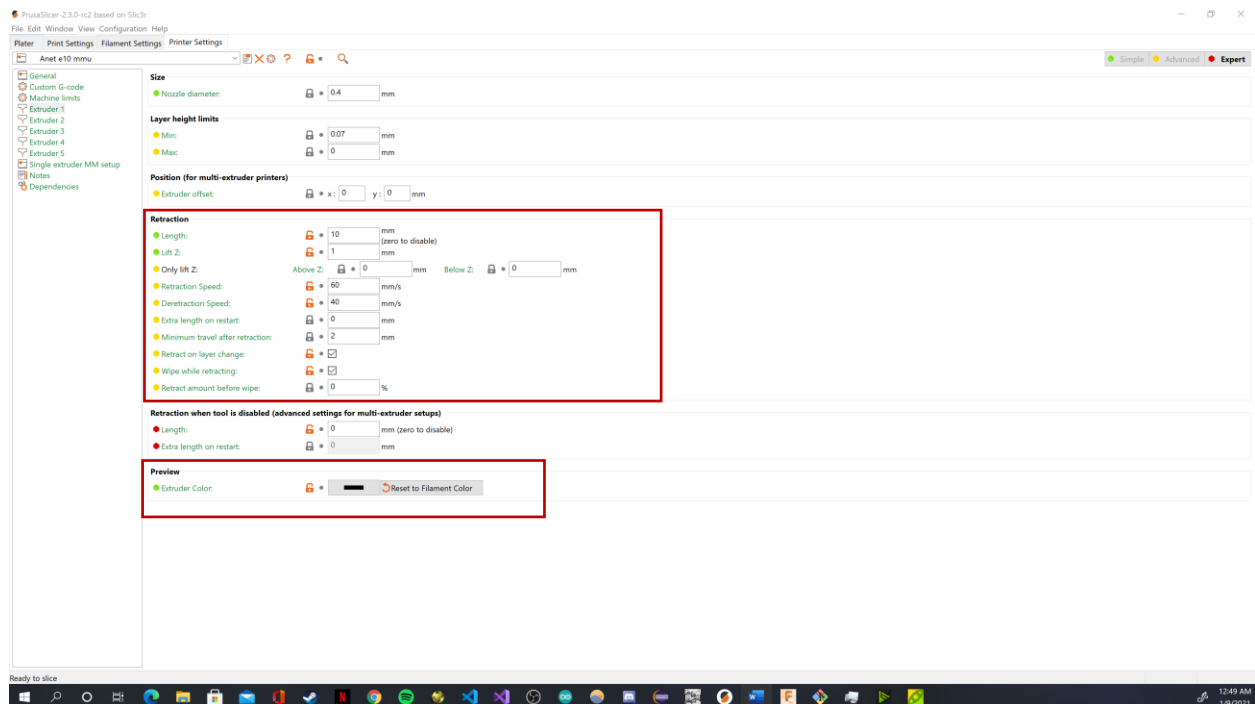 PrusaSlicer-2.3.0-rc2 based on Slic3r
File Edit Window View Configuration Help
Plater Print Settings Filament Settings Printer Settings
Anet e10 mmu ? Simple Advanced Expert
General
Custom G-code
Machine limits
Extruder 1
Extruder 2
Extruder 3
Extruder 4
Extruder 5
Single extruder MM setup
Notes
Dependencies
Size
Nozzle diameter: 0.4 mm
Layer height limits
Min: 0.07 mm
Max: 0 mm
Position (for multi-extruder printers)
Extruder offset: x: 0 y: 0 mm
Retraction
Length: 10 mm
(zero to disable)
Lift Z: 1 mm
Only lift Z: Above Z: 0 mm Below Z: 0 mm
Retraction Speed: 60 mm/s
Deretraction Speed: 40 mm/s
Extra length on restart: 0 mm
Minimum travel after retraction: 2 mm
Retract on layer change:
Wipe while retracting:
Retract amount before wipe: 0 %
Retraction when tool is disabled (advanced settings for multi-extruder setups)
Length: 0 mm (zero to disable)
Extra length on restart: 0 mm
Preview
Extruder Color: Reset to Filament Color
Ready to slice
12:49 AM
1/9/2021